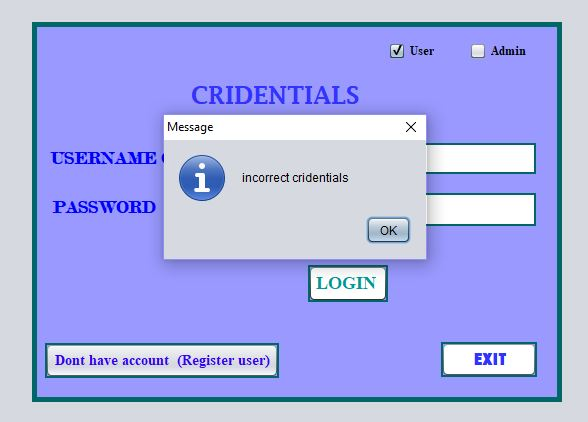 User
Admin
CRIDENTIALS
Message
USERNAME
incorrect cridentials
PASSWORD
OK
LOGIN
Dont have account (Register user)
EXIT